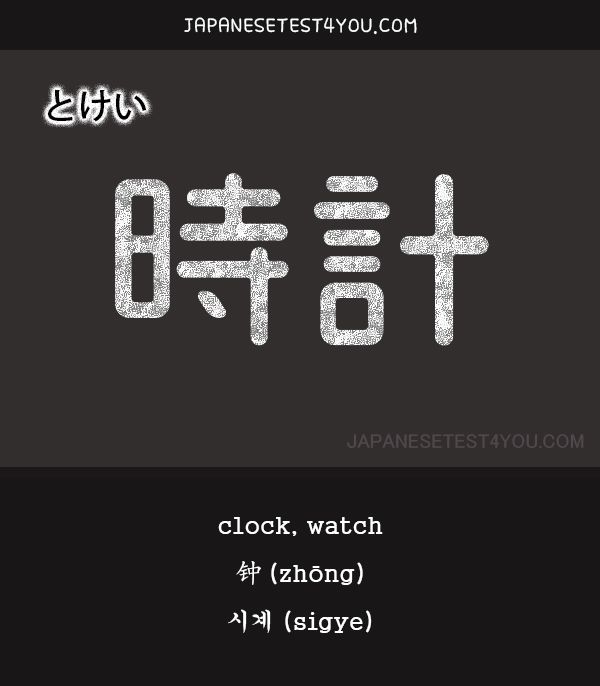 JAPANESETEST4YOU.COM
とけい
時計
JAPANESETEST4YOU.COM
clock, watch
钟 (zhōng)
시계 (sigye)